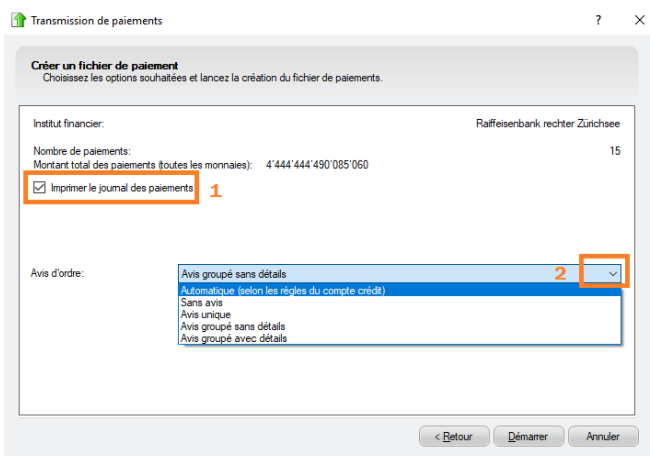 Transmission de paiements
Créer un fichier de paiement
Choisissez les options souhaitées et lancez la création du fichier de paiements.
Institut financier: Raiffeisenbank rechter Zürichsee
Nombre de paiements: 15
Montant total des paiements (toutes les monnaies): 4'444'444'490'085'060
Imprimer le journal des paiements 1
Avis d'ordre: Avis groupé sans détails 2
Automatique (selon les règles du compte crédit)
Sans avis
Avis unique
Avis groupé sans détails
Avis groupé avec détails
< Retour Démarrer Annuler